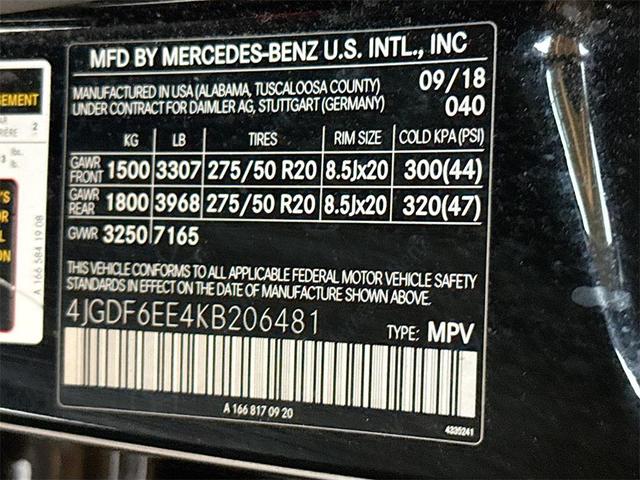 MFD BY MERCEDES-BENZ U.S. INTL., INC
MANUFACTURED IN USA (ALABAMA, TUSCALOOSA COUNTY) 09/18
UNDER CONTRACT FOR DAIMLER AG, STUTTGART (GERMANY) 040
KG LB TIRES RIM SIZE COLD KPA(PSI)
GAWR FRONT 1500 3307 275/50 R20 8.5Jx20 300(44)
GAWR REAR 1800 3968 275/50 R20 8.5Jx20 320(47)
GVWR 3250 7165
THIS VEHICLE CONFORMS TO ALL APPLICABLE FEDERAL MOTOR VEHICLE SAFETY
STANDARDS IN EFFECT ON THE DATE OF MANUFACTURE SHOWN ABOVE.
4JGDF6EE4KB206481 TYPE: MPV
A 166 817 09 20
4335241
A 166 584 19 08